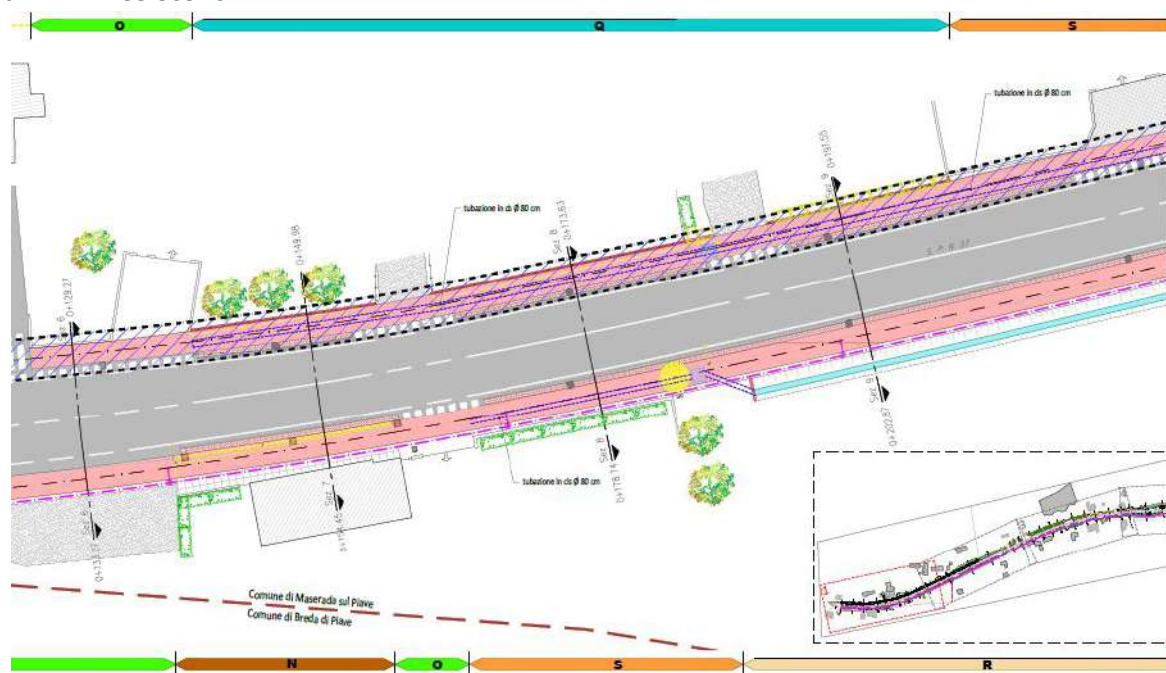 O
Q
S
tubazione in cls Ø 80 cm
0+191.55
Sez 9
tubazione in cls Ø 80 cm
Sez 8
0+173.63
0+149.98
0+129.27
Sez 6
S.P. n. 57
Sez 9
0+202.87
Sez 8
0+178.74
Sez 7
tubazione in cls Ø 80 cm
Sez 6
Comune di Maserada sul Piave
Comune di Breda di Piave
N
O
S
R